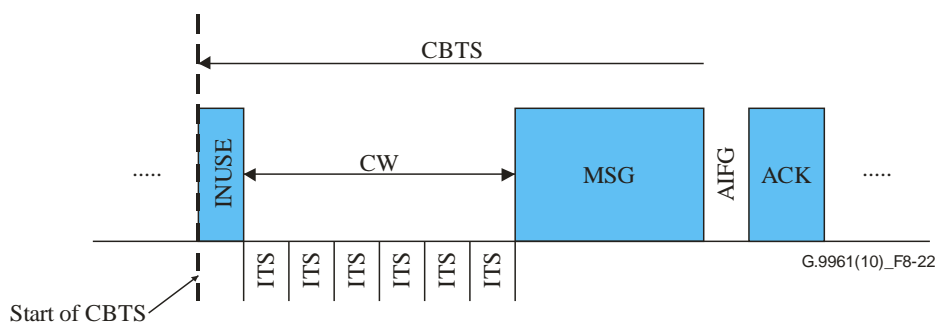 CBTS
.....
INUSE
CW
MSG
AIFG
ACK
.....
ITS
ITS
ITS
ITS
ITS
ITS
G.9961(10)_F8-22
Start of CBTS